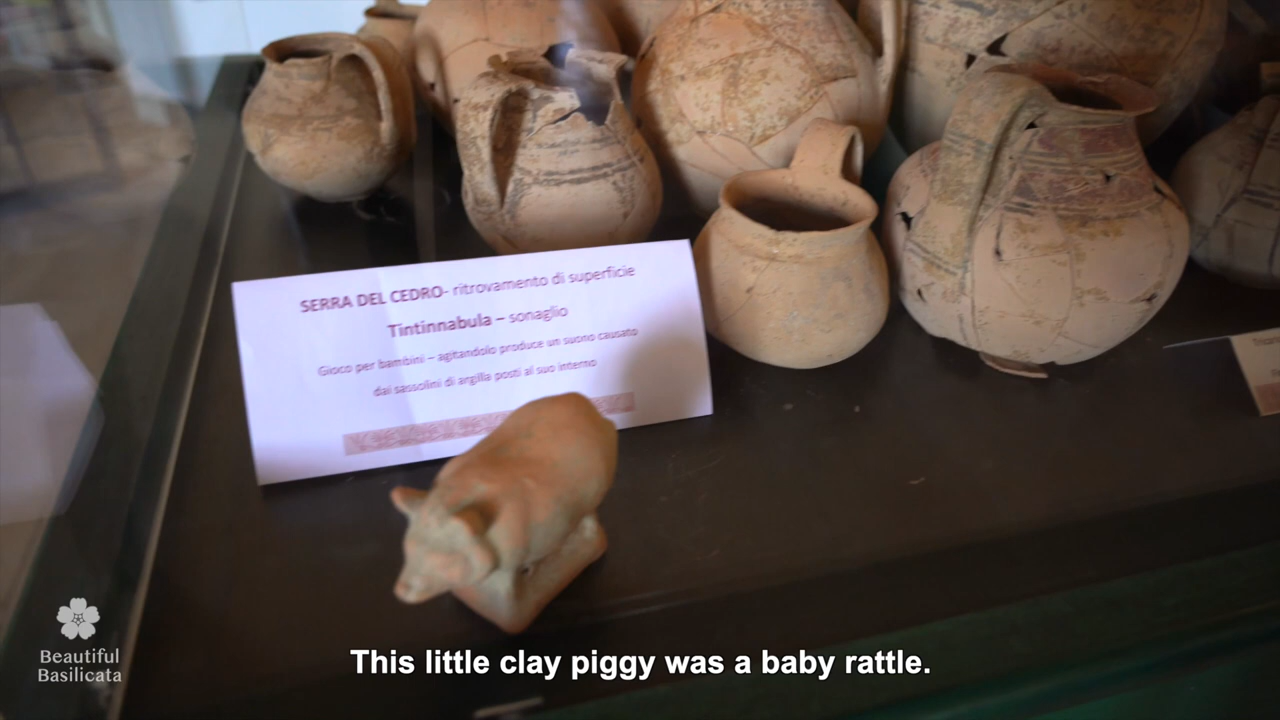 SERRA DEL CEDRO- ritrovamento di superficie
Tintinnabula – sonaglio
Gioco per bambini – agitandolo produce un suono causato
dai sassolini di argilla posti al suo interno
Beautiful
Basilicata
This little clay piggy was a baby rattle.